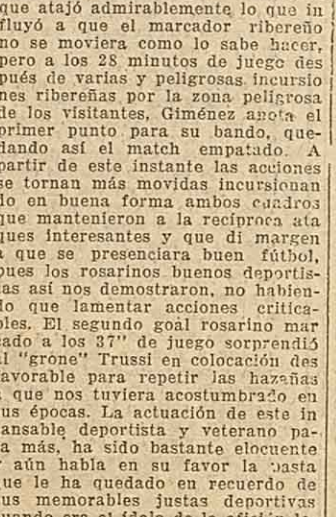 que atajó admirablemente lo que in
fluyó a que el marcador ribereño
no se moviera como lo sabe hacer,
pero a los 28 minutos de juego des
pués de varias y peligrosas incursio
nes ribereñas por la zona peligrosa
de los visitantes, Giménez anota el
primer punto para su bando, que-
dando así el match empatado. A
partir de este instante las acciones
se tornan más movidas incursionan
do en buena forma ambos cuadros
que mantenieron a la recíproca ata
ques interesantes y que di margen
a que se presenciara buen fútbol,
pues los rosarinos buenos deportis-
tas así nos demostraron, no habien-
do que lamentar acciones critica-
bles. El segundo goal rosarino mar
cado a los 37" de juego sorprendió
al "grone" Trussi en colocación des
favorable para repetir las hazañas
a que nos tuviera acostumbrado en
sus épocas. La actuación de este in
cansable deportista y veterano pa-
ra más, ha sido bastante elocuente
y aún habla en su favor la pasta
que le ha quedado en recuerdo de
sus memorables justas deportivas
cuando era el ídolo de la